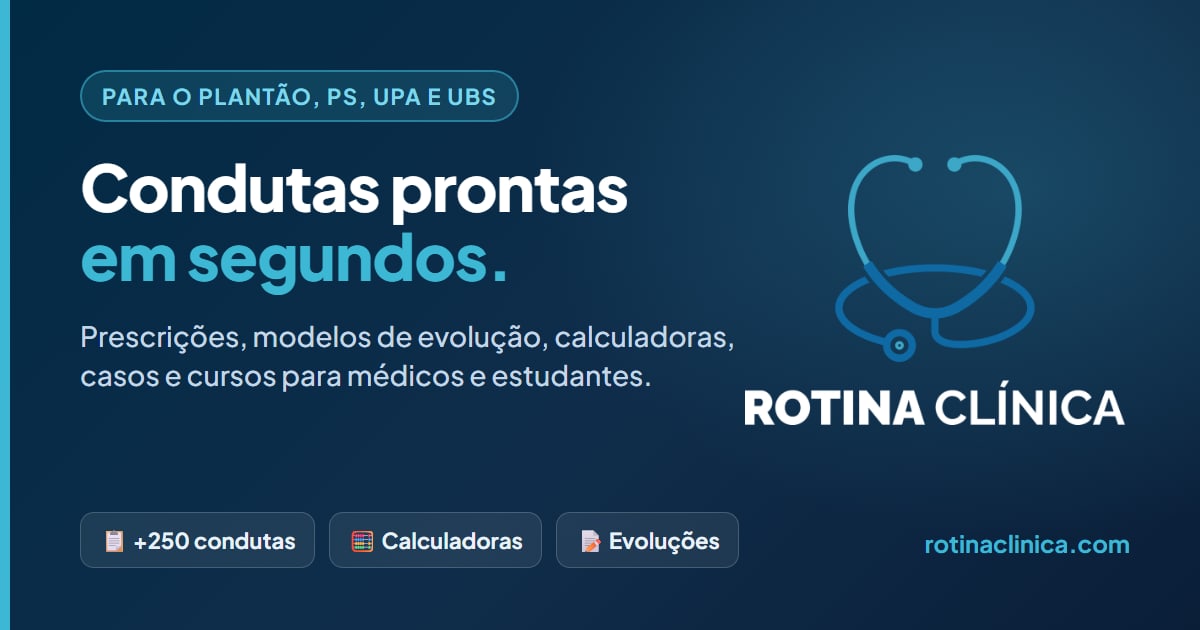 PARA O PLANTÃO, PS, UPA E UBS
Condutas prontas
em segundos.
Prescrições, modelos de evolução, calculadoras,
casos e cursos para médicos e estudantes.
ROTINA CLÍNICA
+250 condutas
Calculadoras
Evoluções
rotinaclinica.com